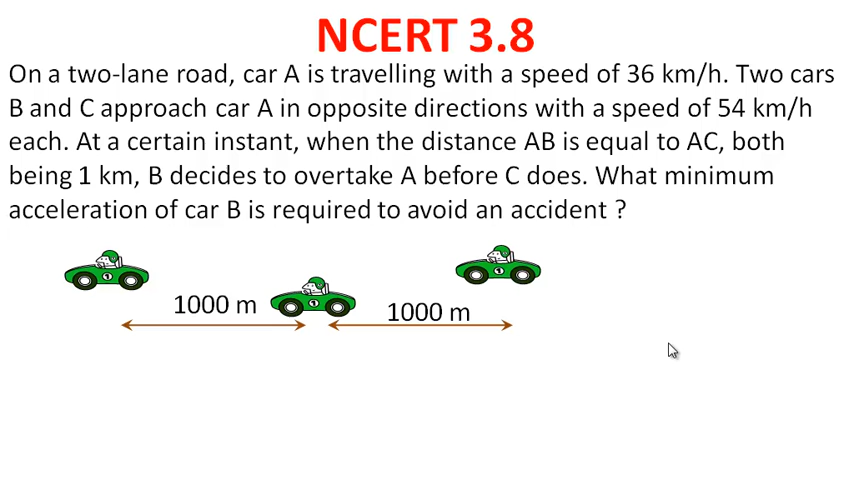 NCERT 3.8
On a two-lane road, car A is travelling with a speed of 36 km/h. Two cars
B and C approach car A in opposite directions with a speed of 54 km/h
each. At a certain instant, when the distance AB is equal to AC, both
being 1 km, B decides to overtake A before C does. What minimum
acceleration of car B is required to avoid an accident ?
1 1 1
1000 m 1000 m